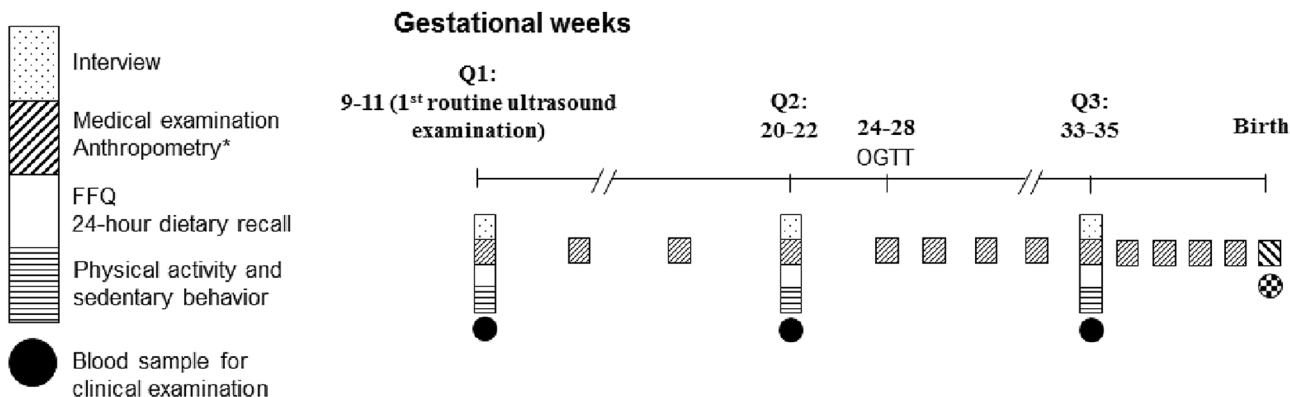 Gestational weeks
Interview
Medical examination
Anthropometry*
FFQ
24-hour dietary recall
Physical activity and
sedentary behavior
Blood sample for
clinical examination
Q1:
9-11 (1st routine ultrasound
examination)
Q2:
20-22
24-28
OGTT
Q3:
33-35
Birth